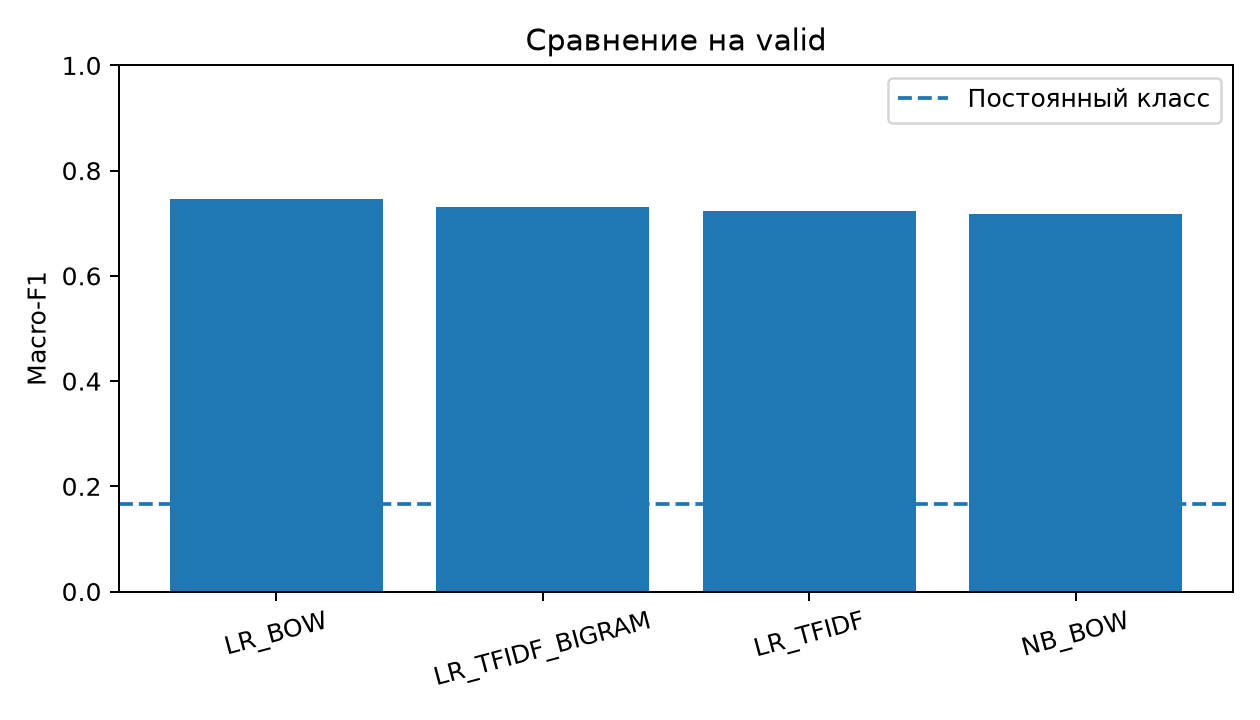 Сравнение на valid
Постоянный класс
Macro-F1
1.0
0.8
0.6
0.4
0.2
0.0
LR_BOW
LR_TFIDF_BIGRAM
LR_TFIDF
NB_BOW